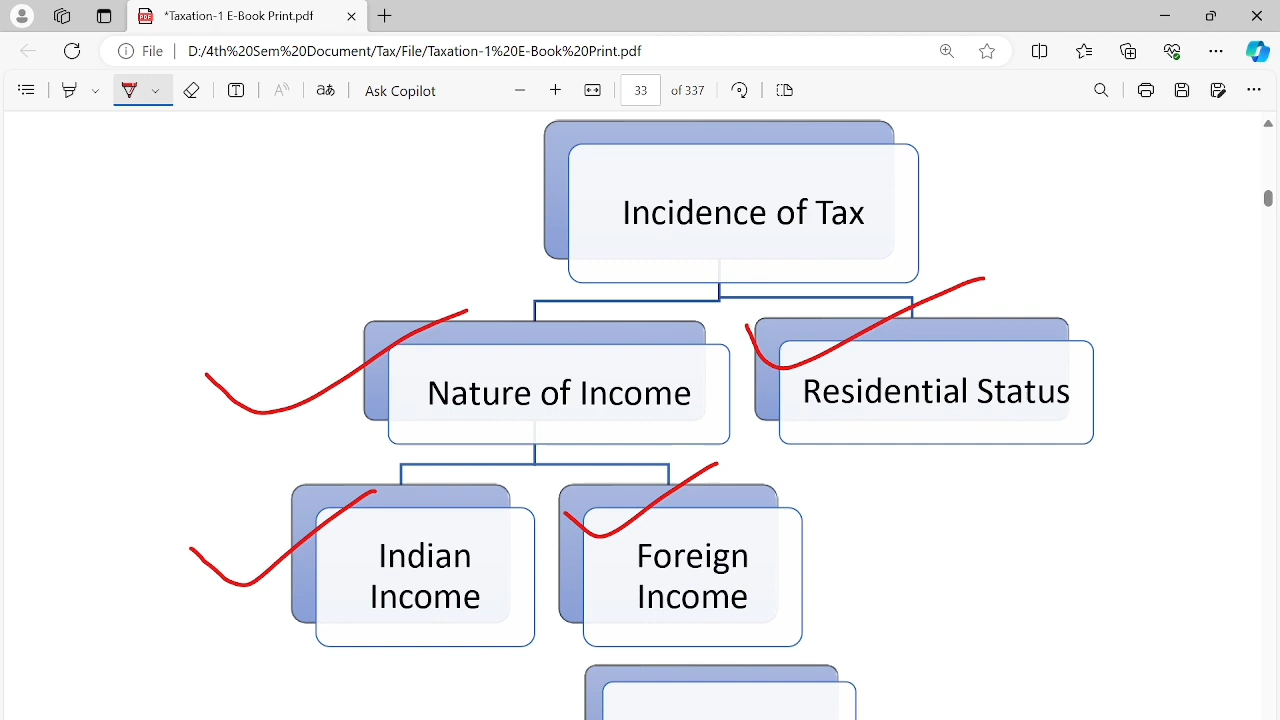 *Taxation-1 E-Book Print.pdf
PDF
File
D:/4th%20Sem%20Document/Tax/File/Taxation-1%20E-Book%20Print.pdf
Ask Copilot
33
of 337
Incidence of Tax
Nature of Income
Residential Status
Indian
Income
Foreign
Income